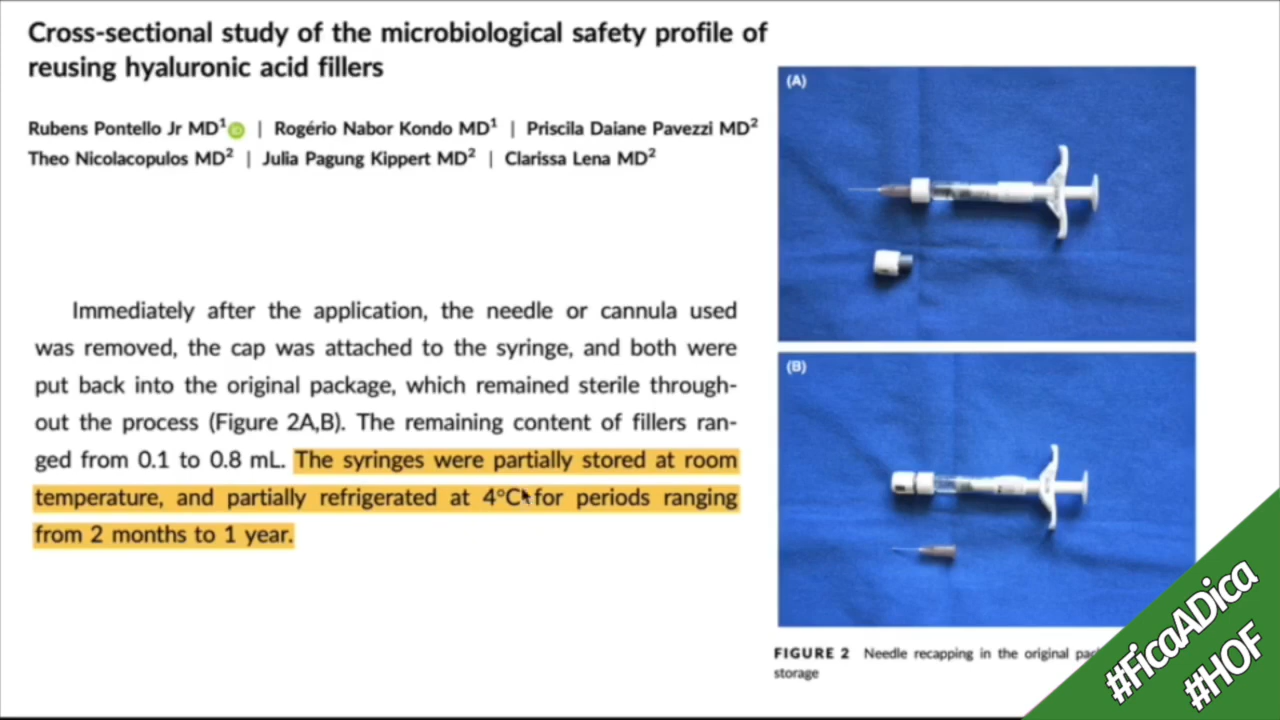 Cross-sectional study of the microbiological safety profile of
reusing hyaluronic acid fillers
Rubens Pontello Jr MD1 | Rogério Nabor Kondo MD1 | Priscila Daiane Pavezzi MD2
Theo Nicolacopulos MD2 | Julia Pagung Kippert MD2 | Clarissa Lena MD2
Immediately after the application, the needle or cannula used
was removed, the cap was attached to the syringe, and both were
put back into the original package, which remained sterile through-
out the process (Figure 2A,B). The remaining content of fillers ran-
ged from 0.1 to 0.8 mL. The syringes were partially stored at room
temperature, and partially refrigerated at 4°C for periods ranging
from 2 months to 1 year.
(A)
(B)
FIGURE 2 Needle recapping in the original
storage
#FicaADica
#HOF